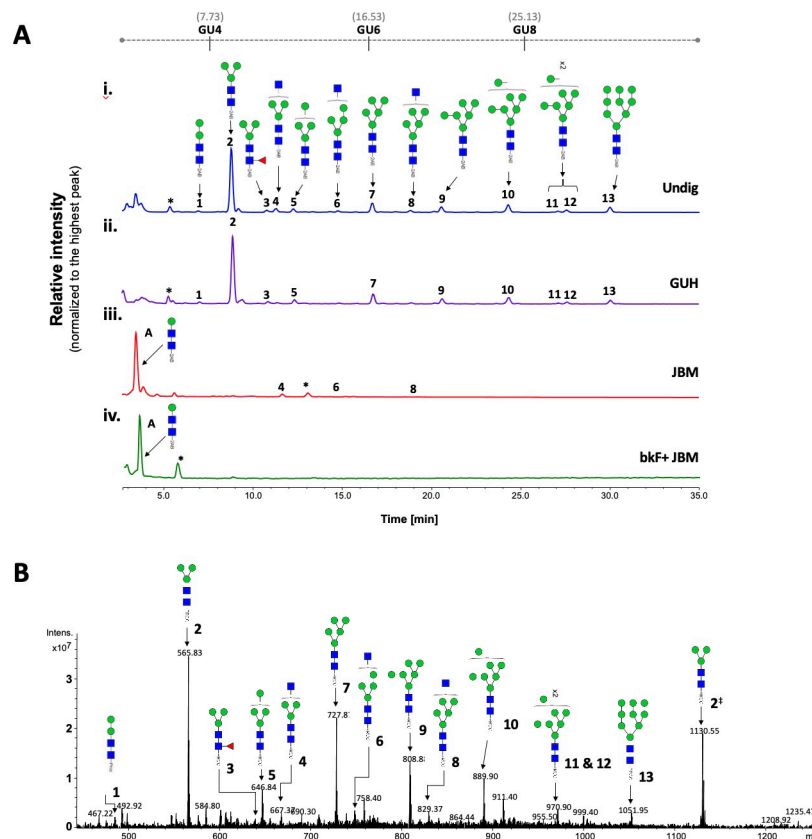 (7.73) (16.53) (25.13)
A GU4 GU6 GU8
i.
x2
2
* 1 3 4 5 6 7 8 9 10 11 12 13
Undig
ii.
2
* 1 3 5 7 9 10 11 12 13
GUH
Relative intensity
(normalized to the highest peak)
iii.
A
4 * 6 8
JBM
iv.
A
*
bkF+ JBM
5.0 10.0 15.0 20.0 25.0 30.0 35.0
Time [min]
B
Intens.
x10⁷
3
2
1
0
1
467.22
492.92
2
565.83
584.80
3
5
646.84
4
667.37
690.30
7
727.8
6
758.40
9
808.8
8
829.37
864.44
10
889.90
911.40
x2
11 & 12
955.50
970.90
999.40
13
1051.95
2‡
1130.55
1208.92
1235.4
500 600 700 800 900 1000 1100 1200